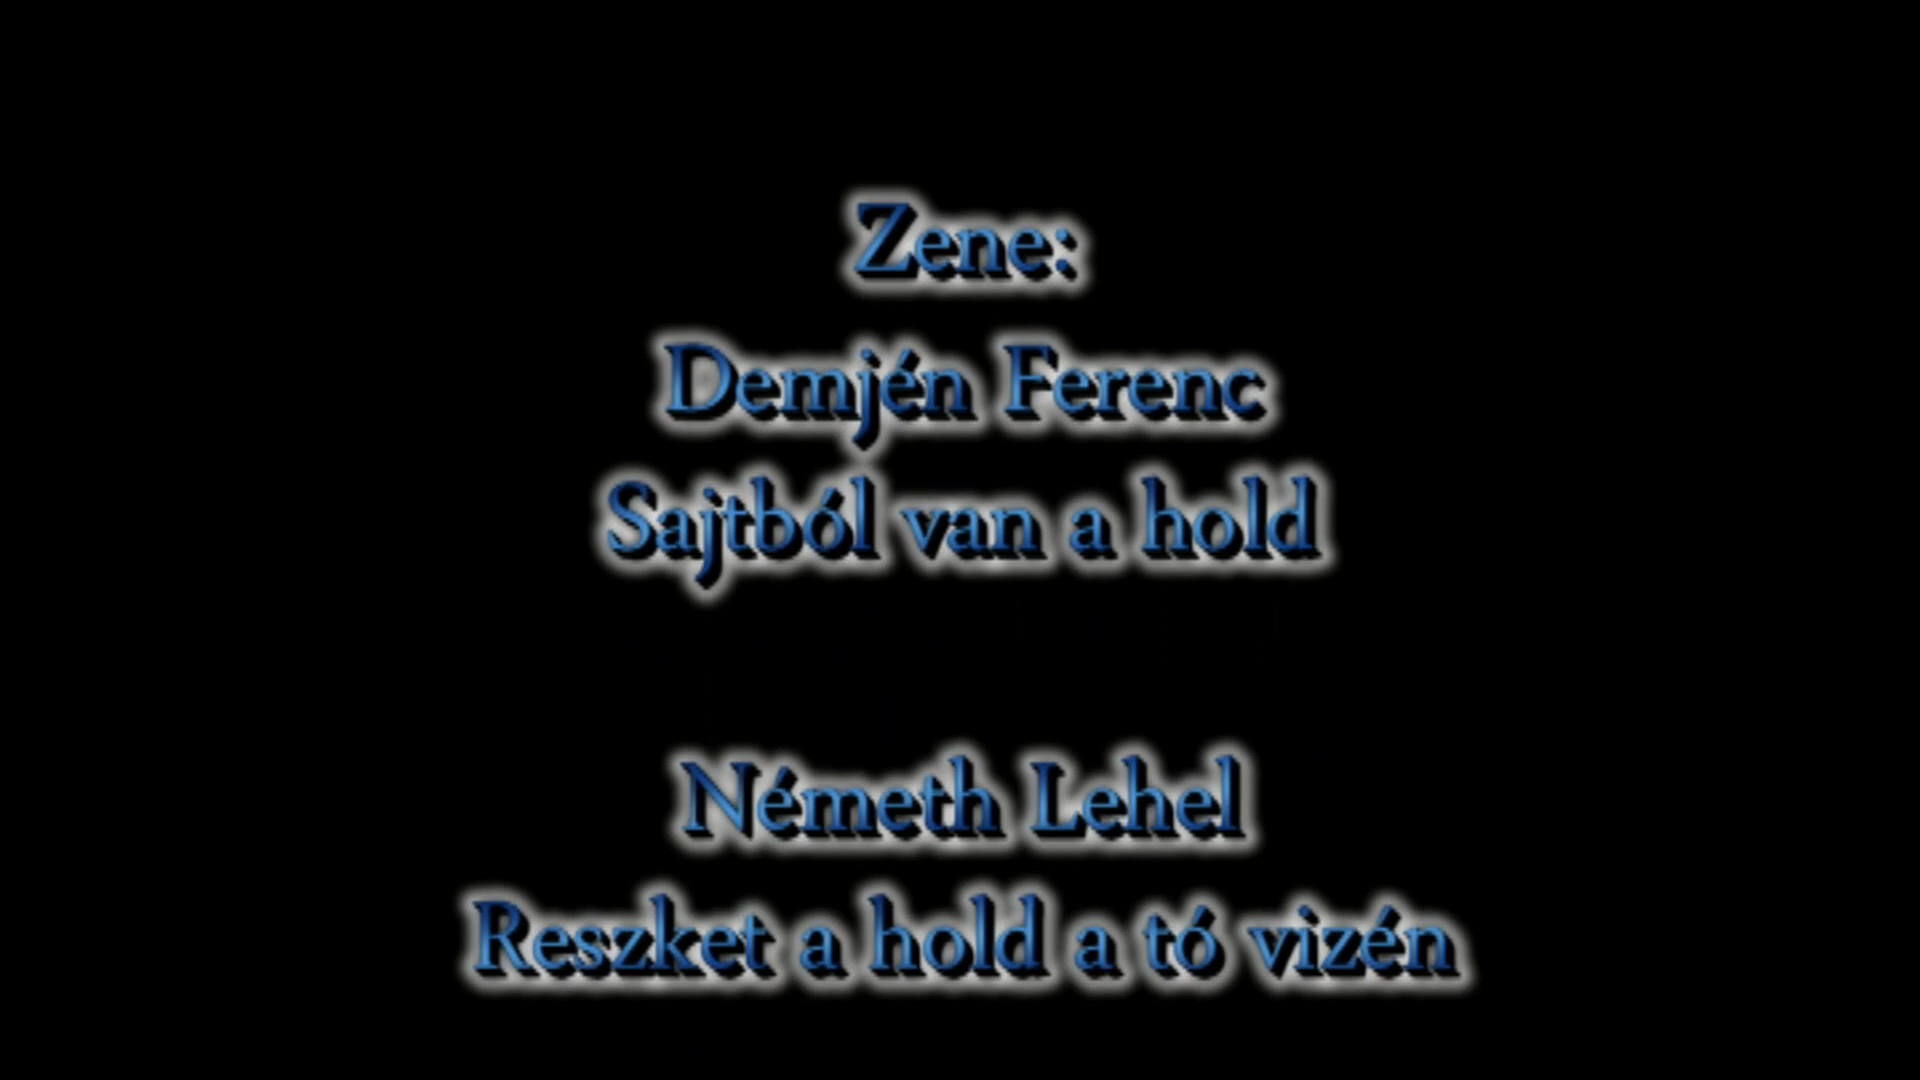 Zene:
Demjén Ferenc
Sajtból van a hold
Németh Lehel
Reszket a hold a tó vizén